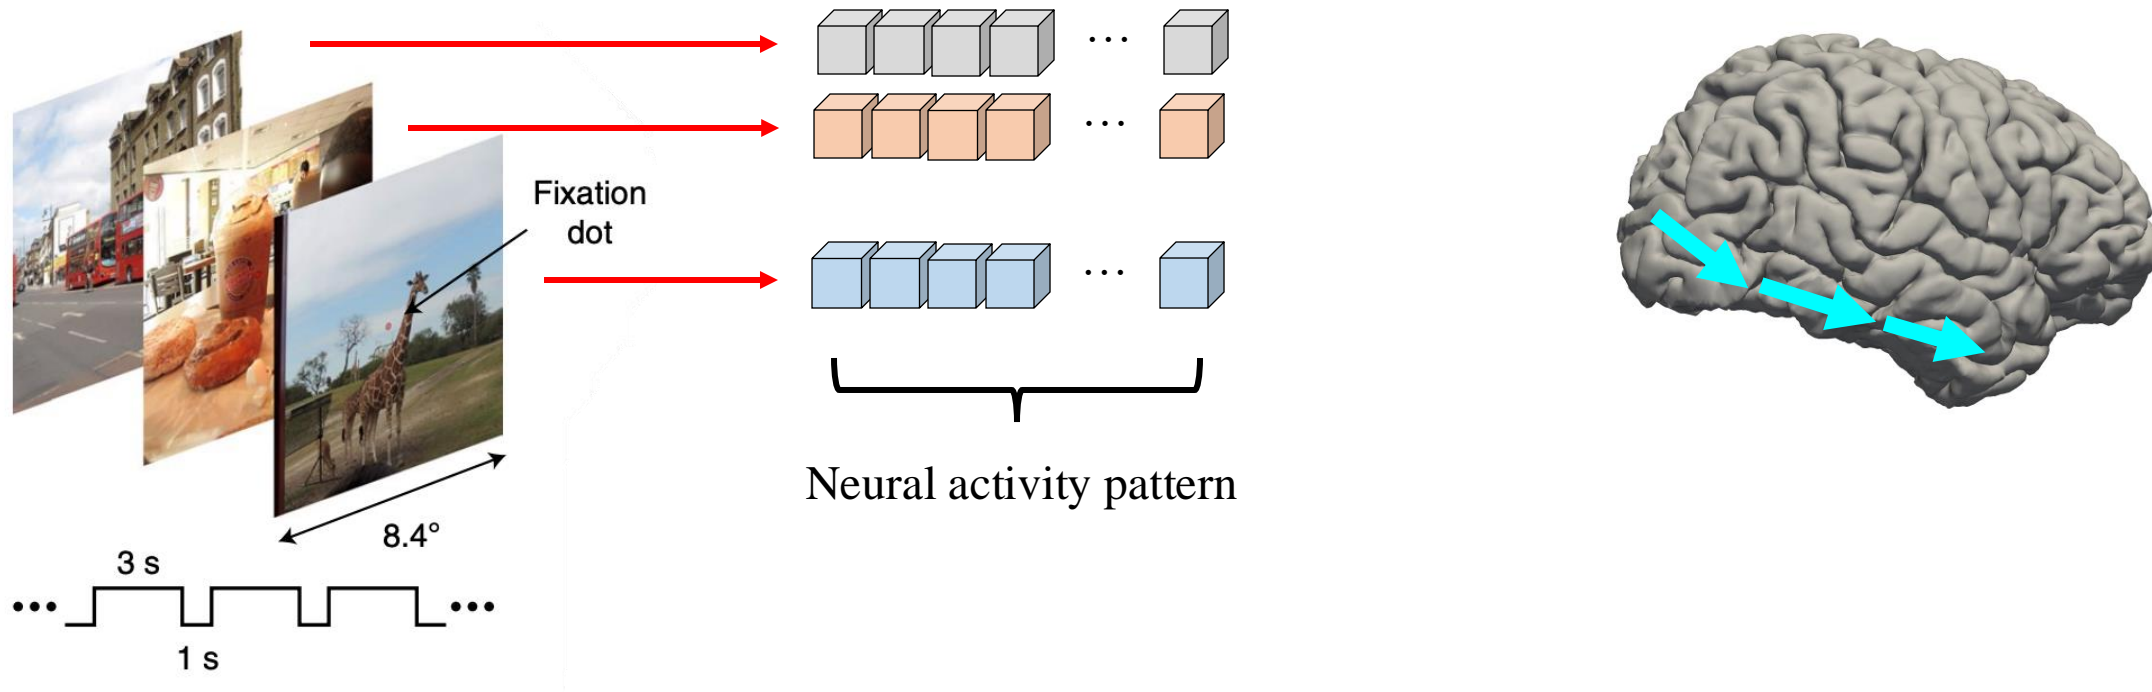 Fixation
dot
8.4°
3 s
1 s
Neural activity pattern